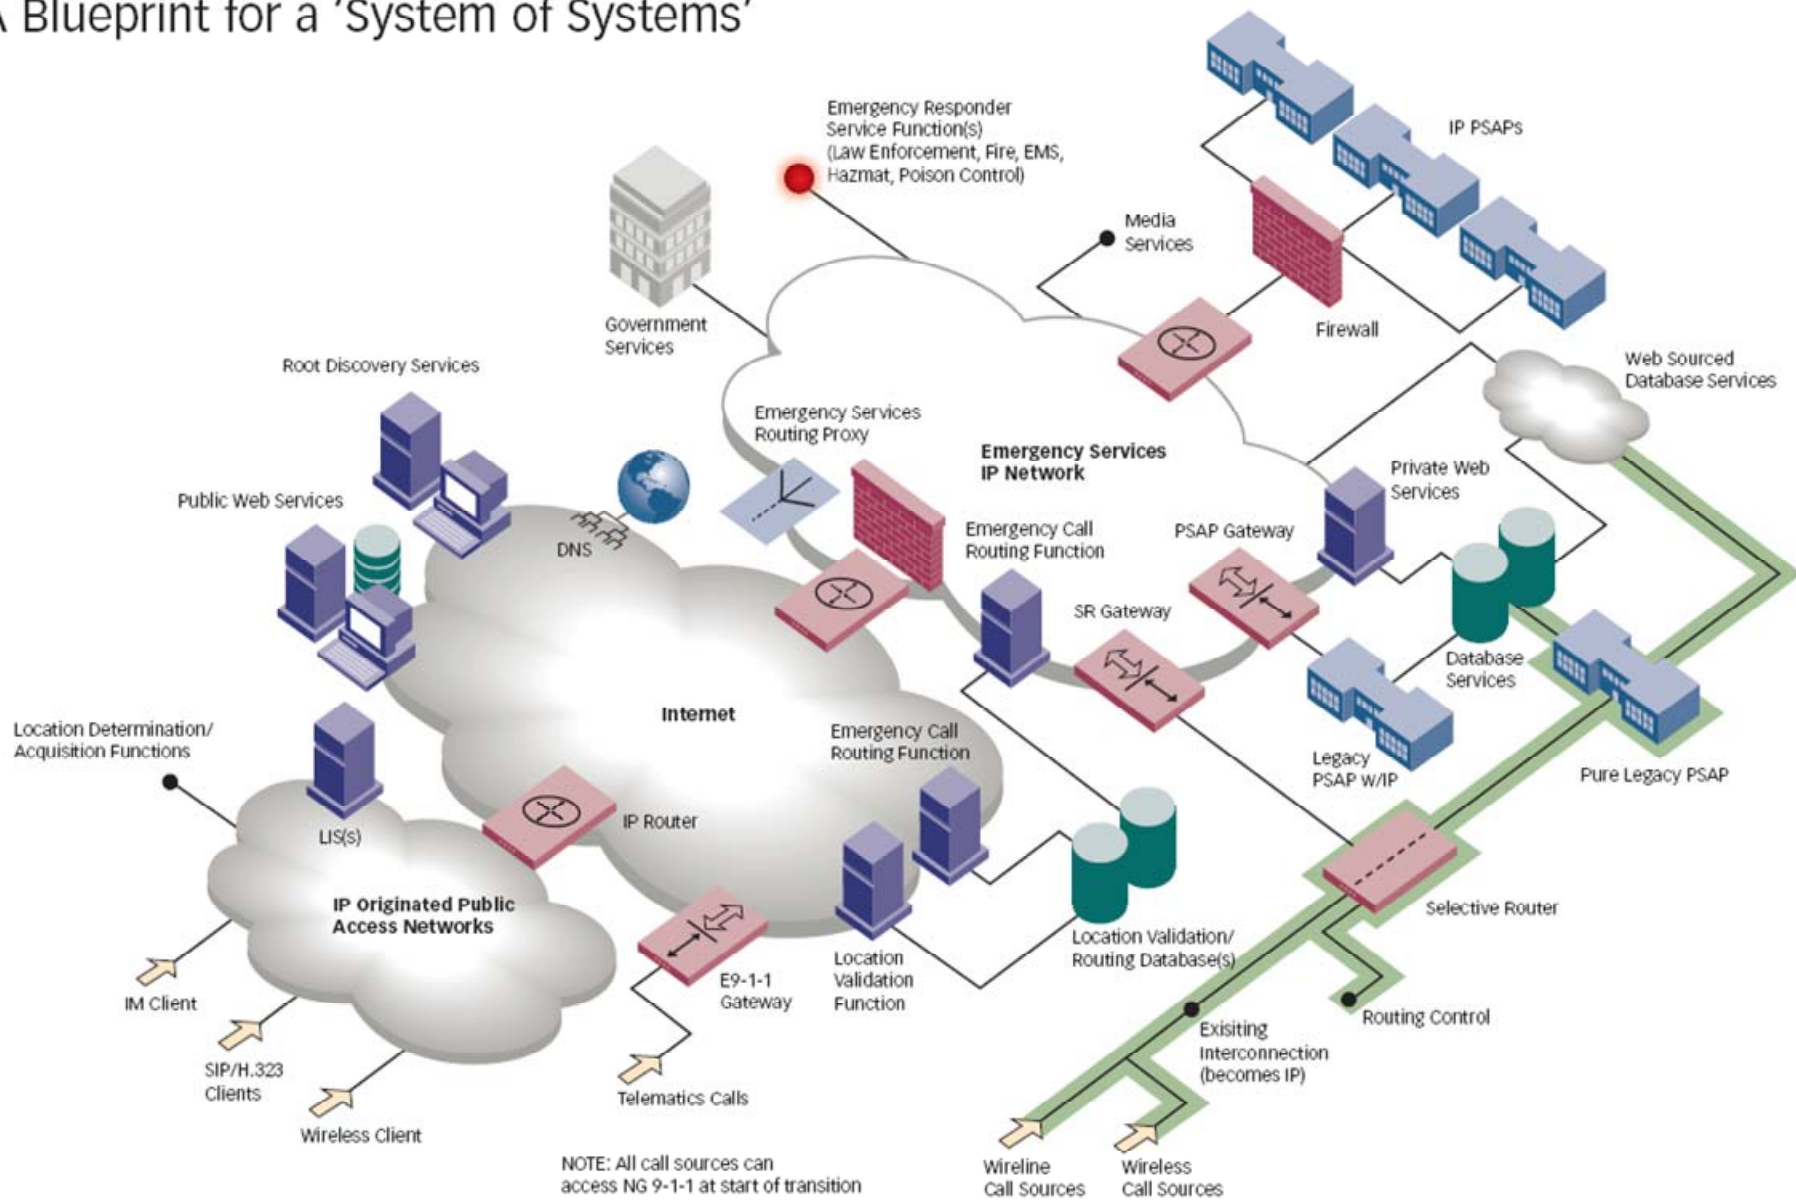 A Blueprint for a 'System of Systems'
Emergency Responder
Service Function(s)
(Law Enforcement, Fire, EMS,
Hazmat, Poison Control)
IP PSAPs
Media
Services
Government
Services
Firewall
Root Discovery Services
Web Sourced
Database Services
Emergency Services
Routing Proxy
Emergency Services
IP Network
Private Web
Services
Public Web Services
DNS
Emergency Call
Routing Function
PSAP Gateway
SR Gateway
Database
Services
Internet
Location Determination/
Acquisition Functions
Emergency Call
Routing Function
Legacy
PSAP w/IP
Pure Legacy PSAP
LIS(s)
IP Router
IP Originated Public
Access Networks
Selective Router
Location Validation/
Routing Database(s)
Location
Validation
Function
E9-1-1
Gateway
IM Client
Routing Control
Exisiting
Interconnection
(becomes IP)
SIP/H.323
Clients
Telematics Calls
Wireless Client
NOTE: All call sources can
access NG 9-1-1 at start of transition
Wireline
Call Sources
Wireless
Call Sources